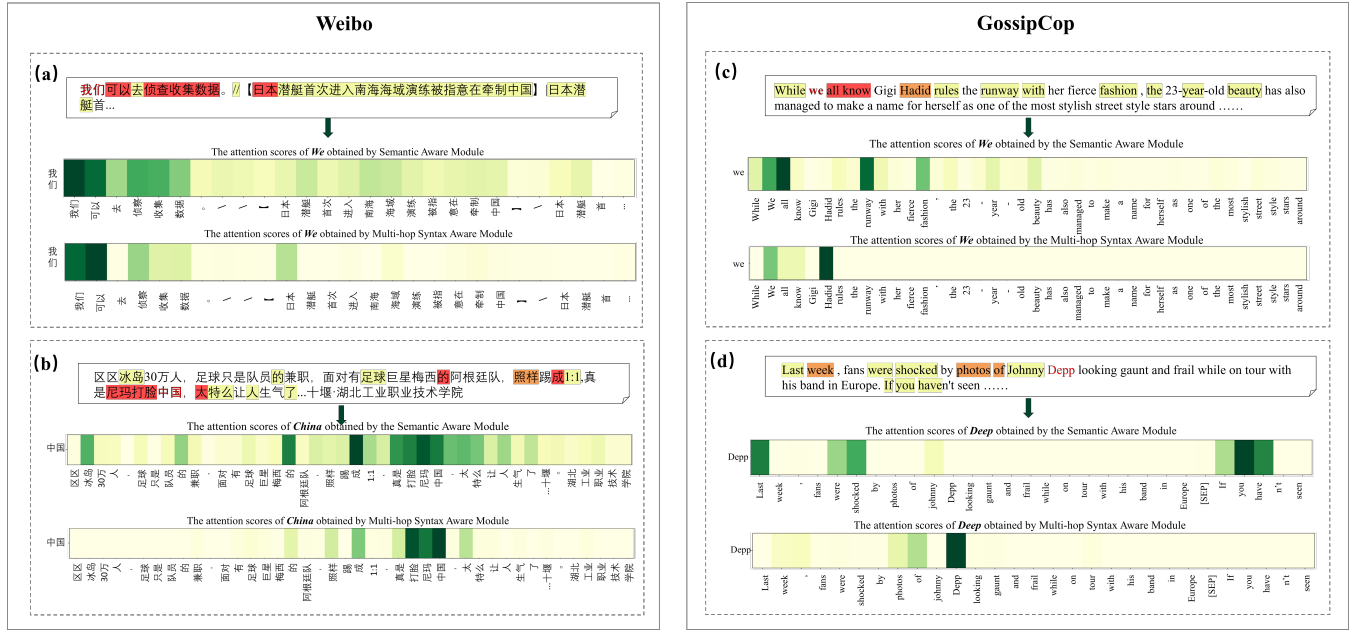 Weibo
(a)
我们可以去侦查收集数据。//【日本潜艇首次进入南海海域演练被指意在牵制中国】|日本潜
艇首...
The attention scores of We obtained by Semantic Aware Module
我们
我们 可以 去 侦察 收集 数据 。 \ \ 【 日本 潜艇 首次 进入 南海 海域 演练 被指 意在 牵制 中国 】 \ 日本 潜艇 首 ...
The attention scores of We obtained by Multi-hop Syntax Aware Module
我们
我们 可以 去 侦察 收集 数据 。 \ \ 【 日本 潜艇 首次 进入 南海 海域 演练 被指 意在 牵制 中国 】 \ 日本 潜艇 首 ...
(b)
区区冰岛30万人，足球只是队员的兼职，面对有足球巨星梅西的阿根廷队，照样踢成1:1,真
是尼玛打脸中国，太特么让人生气了...十堰·湖北工业职业技术学院
The attention scores of China obtained by the Semantic Aware Module
中国
区区 冰岛 30万 人 . 足球 只是 队员 的 兼职 . 面对 有 足球 巨星 梅西 的 阿根廷队 . 照样 踢 成 1:1 . 真是 打脸 尼玛 中国 . 太 特么 让 人 生气 了 ...十堰 。 湖北 工业 职业 技术 学院
The attention scores of China obtained by Multi-hop Syntax Aware Module
中国
区区 冰岛 30万 人 . 足球 只是 队员 的 兼职 . 面对 有 足球 巨星 梅西 的 阿根廷队 . 照样 踢 成 1:1 . 真是 打脸 尼玛 中国 . 太 特么 让 人 生气 了 ...十堰 。 湖北 工业 职业 技术 学院
GossipCop
(c)
While we all know Gigi Hadid rules the runway with her fierce fashion , the 23-year-old beauty has also
managed to make a name for herself as one of the most stylish street style stars around ……
The attention scores of We obtained by the Semantic Aware Module
we
While We all know Gigi Hadid rules the runway with her fierce fashion , the 23 - year - old beauty has also managed to make a name for herself as one of the most stylish street style stars around
The attention scores of We obtained by the Multi-hop Syntax Aware Module
we
While We all know Gigi Hadid rules the runway with her fierce fashion , the 23 - year - old beauty has also managed to make a name for herself as one of the most stylish street style stars around
(d)
Last week , fans were shocked by photos of Johnny Depp looking gaunt and frail while on tour with
his band in Europe. If you haven't seen ……
The attention scores of Deep obtained by the Semantic Aware Module
Depp
Last week , fans were shocked by photos of johnny Depp looking gaunt and frail while on tour with his band in Europe [SEP] If you have n't seen
The attention scores of Deep obtained by Multi-hop Syntax Aware Module
Depp
Last week , fans were shocked by photos of johnny Depp looking gaunt and frail while on tour with his band in Europe [SEP] If you have n't seen